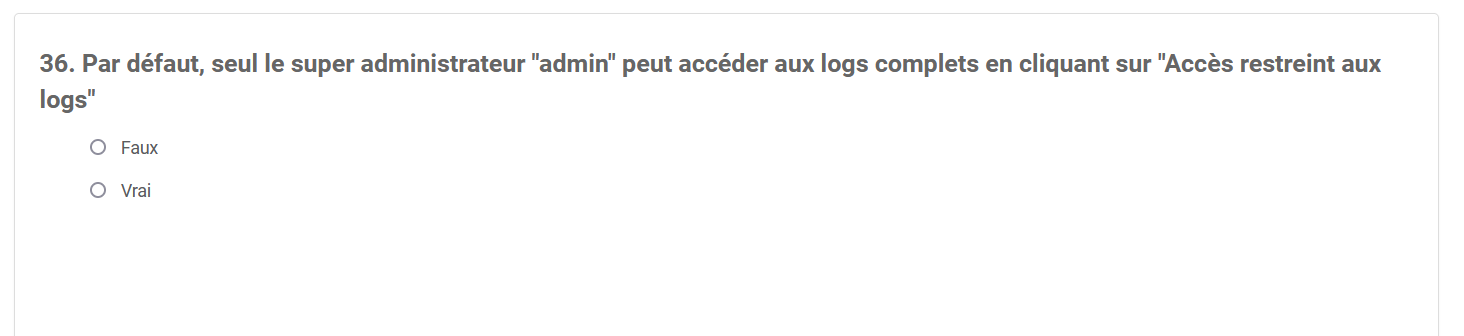 36. Par défaut, seul le super administrateur "admin" peut accéder aux logs complets en cliquant sur "Accès restreint aux
logs"
Faux
Vrai